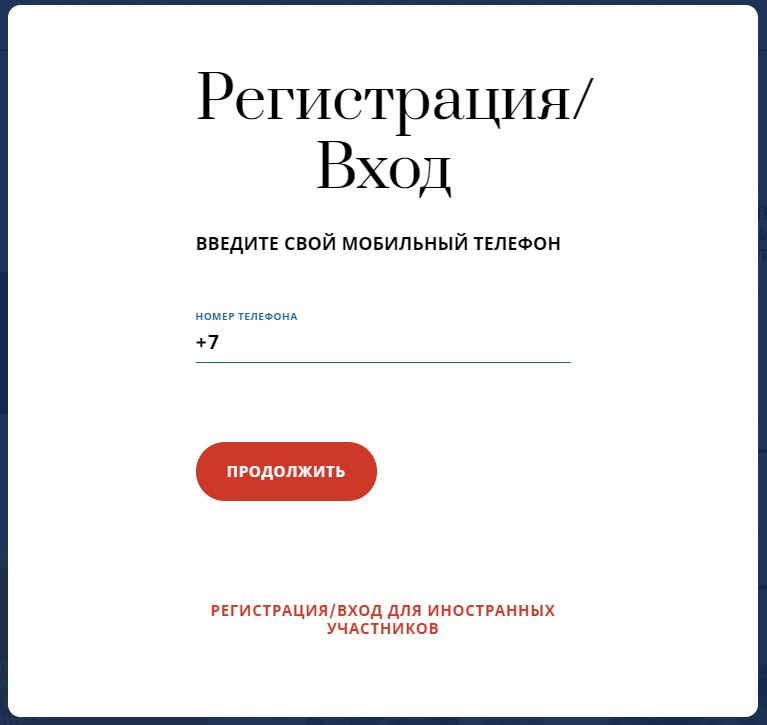 Регистрация/
Вход
ВВЕДИТЕ СВОЙ МОБИЛЬНЫЙ ТЕЛЕФОН
НОМЕР ТЕЛЕФОНА
+7
ПРОДОЛЖИТЬ
РЕГИСТРАЦИЯ/ВХОД ДЛЯ ИНОСТРАННЫХ
УЧАСТНИКОВ